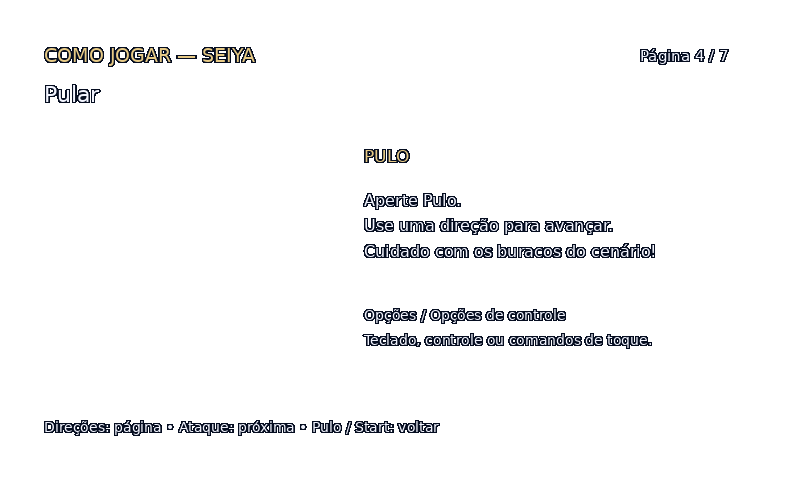 COMO JOGAR — SEIYA
Página 4 / 7
Pular
PULO
Aperte Pulo.
Use uma direção para avançar.
Cuidado com os buracos do cenário!
Opções / Opções de controle
Teclado, controle ou comandos de toque.
Direções: página • Ataque: próxima • Pulo / Start: voltar